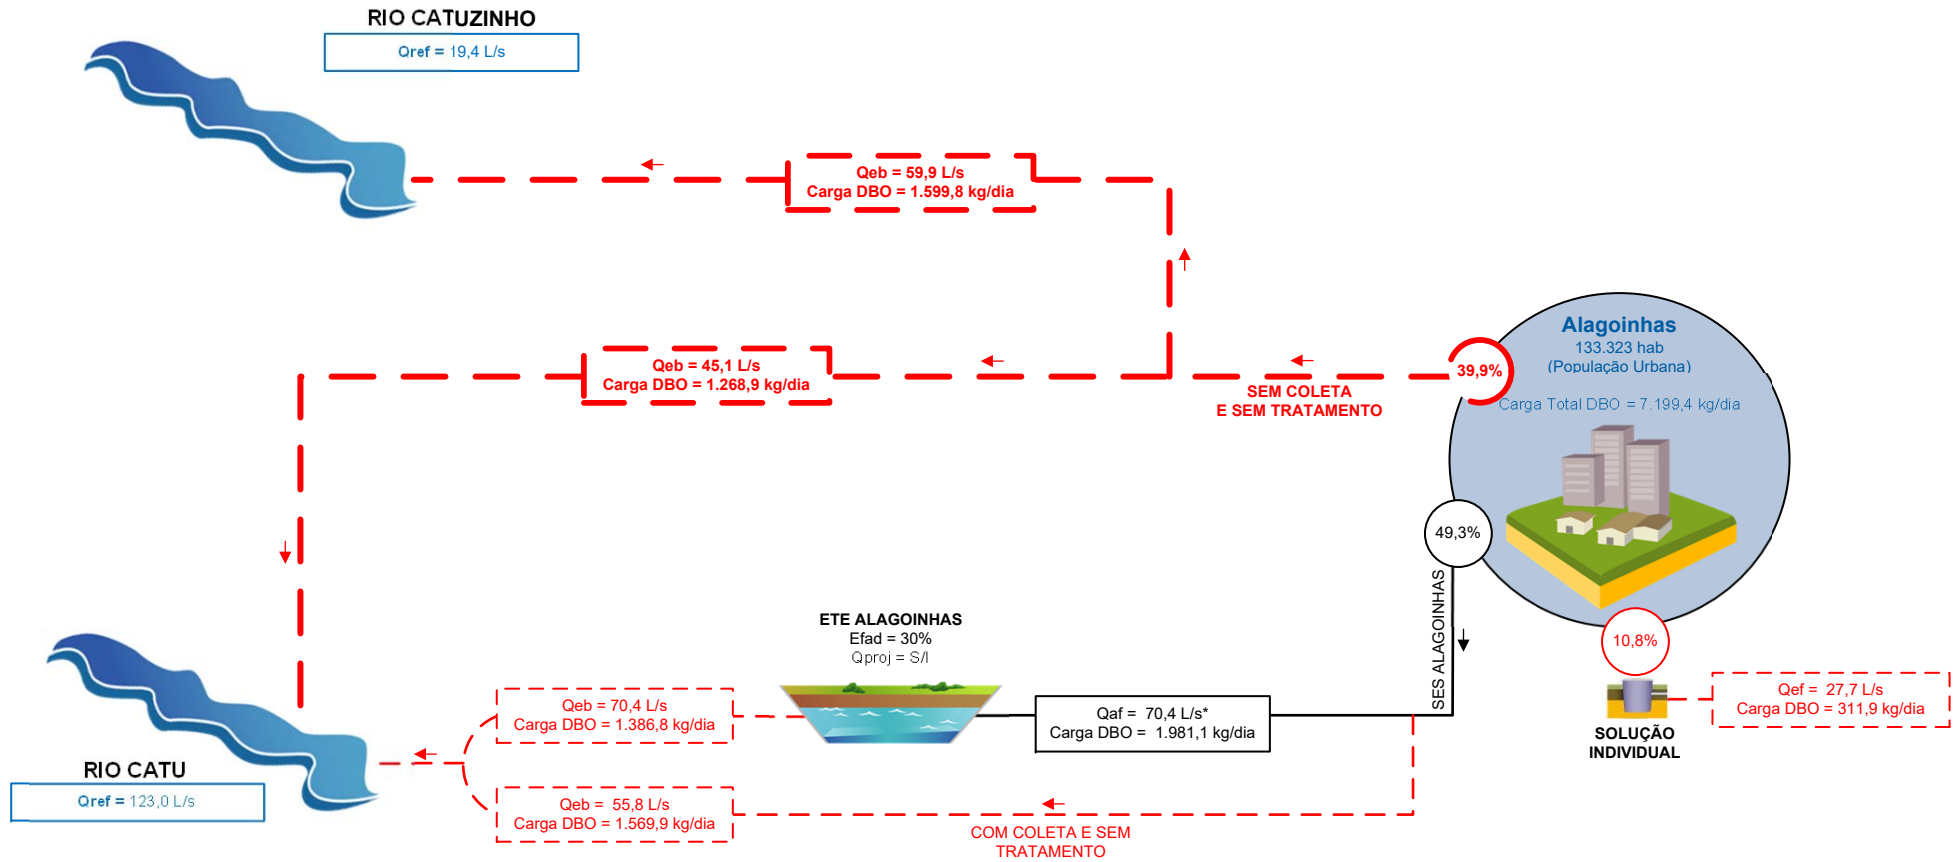 RIO CATUZINHO
Qref = 19,4 L/s
Qeb = 59,9 L/s
Carga DBO = 1.599,8 kg/dia
Qeb = 45,1 L/s
Carga DBO = 1.268,9 kg/dia
SEM COLETA
E SEM TRATAMENTO
39,9%
Alagoinhas
133.323 hab
(População Urbana)
Carga Total DBO = 7.199,4 kg/dia
49,3%
SES ALAGOINHAS
10,8%
SOLUÇÃO
INDIVIDUAL
Qef = 27,7 L/s
Carga DBO = 311,9 kg/dia
ETE ALAGOINHAS
Efad = 30%
Qproj = S/I
Qaf = 70,4 L/s*
Carga DBO = 1.981,1 kg/dia
Qeb = 70,4 L/s
Carga DBO = 1.386,8 kg/dia
Qeb = 55,8 L/s
Carga DBO = 1.569,9 kg/dia
COM COLETA E SEM
TRATAMENTO
RIO CATU
Qref = 123,0 L/s